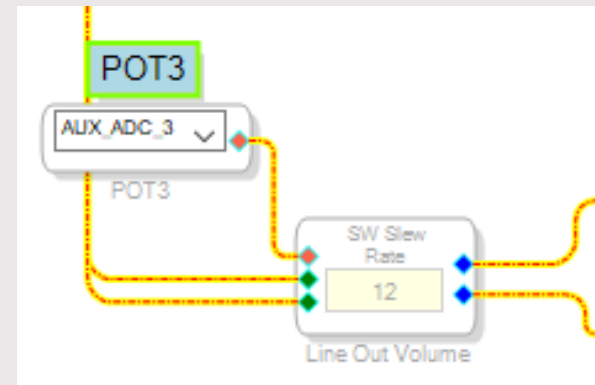 POT3
AUX_ADC_3
POT3
SW Slew
Rate
12
Line Out Volume